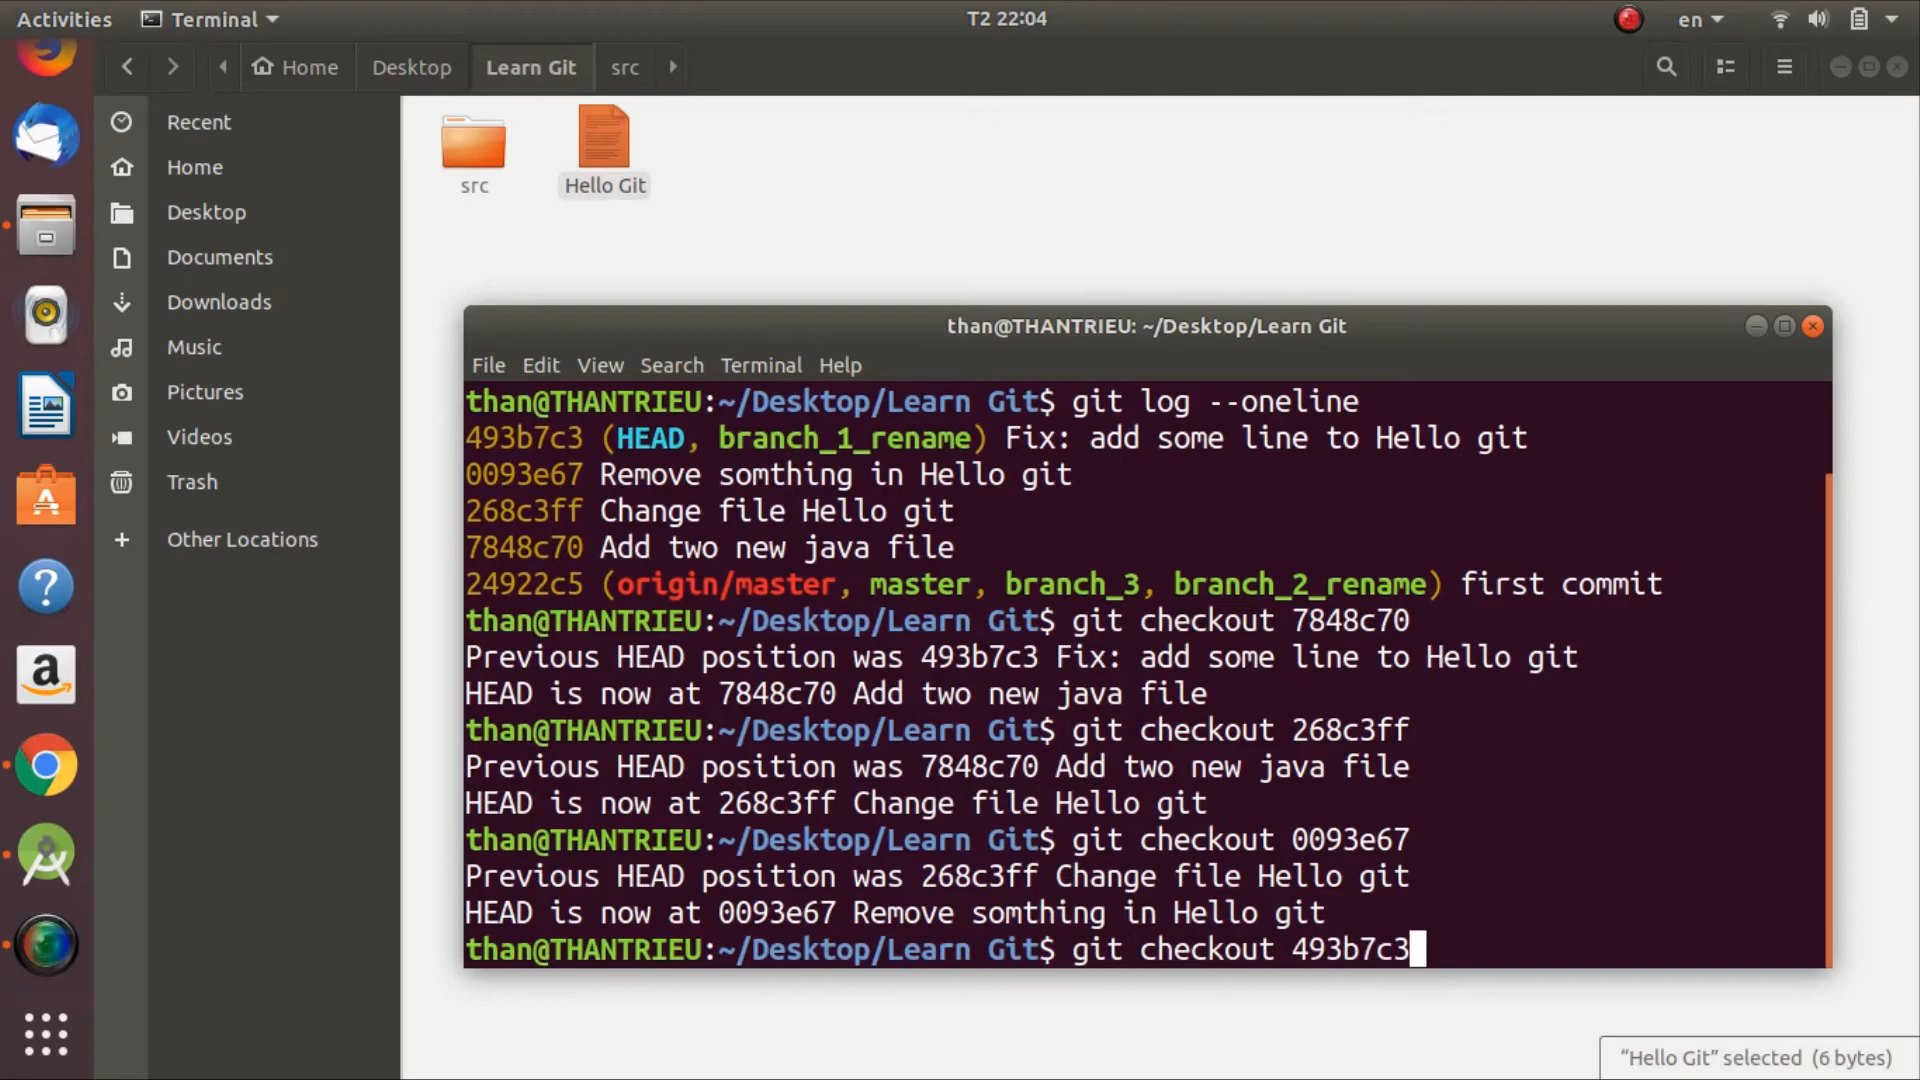 Activities Terminal T2 22:04 en
Home Desktop Learn Git src
Recent
Home
Desktop
Documents
Downloads
Music
Pictures
Videos
Trash
Other Locations
src Hello Git
than@THANTRIEU: ~/Desktop/Learn Git
File Edit View Search Terminal Help
than@THANTRIEU:~/Desktop/Learn Git$ git log --oneline
493b7c3 (HEAD, branch_1_rename) Fix: add some line to Hello git
0093e67 Remove somthing in Hello git
268c3ff Change file Hello git
7848c70 Add two new java file
24922c5 (origin/master, master, branch_3, branch_2_rename) first commit
than@THANTRIEU:~/Desktop/Learn Git$ git checkout 7848c70
Previous HEAD position was 493b7c3 Fix: add some line to Hello git
HEAD is now at 7848c70 Add two new java file
than@THANTRIEU:~/Desktop/Learn Git$ git checkout 268c3ff
Previous HEAD position was 7848c70 Add two new java file
HEAD is now at 268c3ff Change file Hello git
than@THANTRIEU:~/Desktop/Learn Git$ git checkout 0093e67
Previous HEAD position was 268c3ff Change file Hello git
HEAD is now at 0093e67 Remove somthing in Hello git
than@THANTRIEU:~/Desktop/Learn Git$ git checkout 493b7c3
“Hello Git” selected (6 bytes)